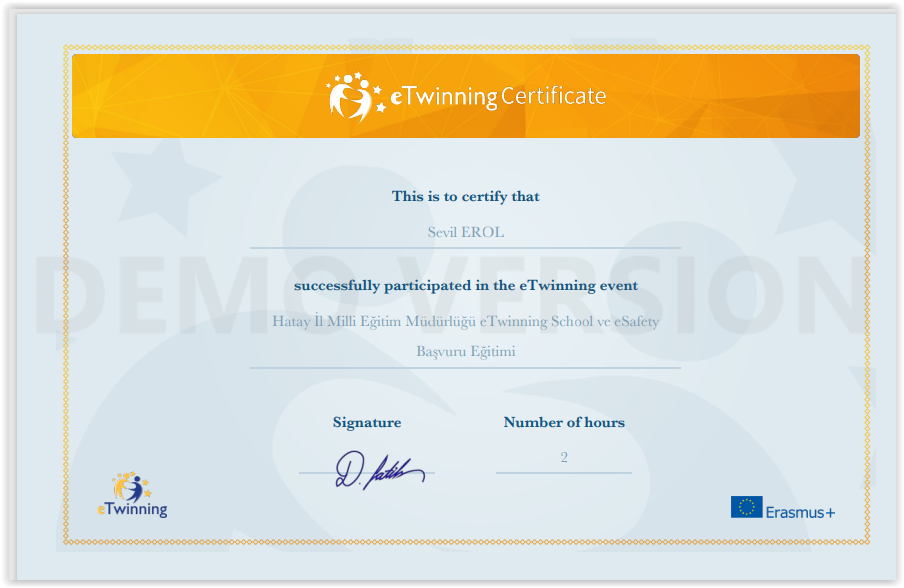 eTwinning Certificate
This is to certify that
Sevil EROL
DEMO VERSION
successfully participated in the eTwinning event
Hatay İl Milli Eğitim Müdürlüğü eTwinning School ve eSafety
Başvuru Eğitimi
Signature
Number of hours
D. fatih
2
eTwinning
Erasmus+